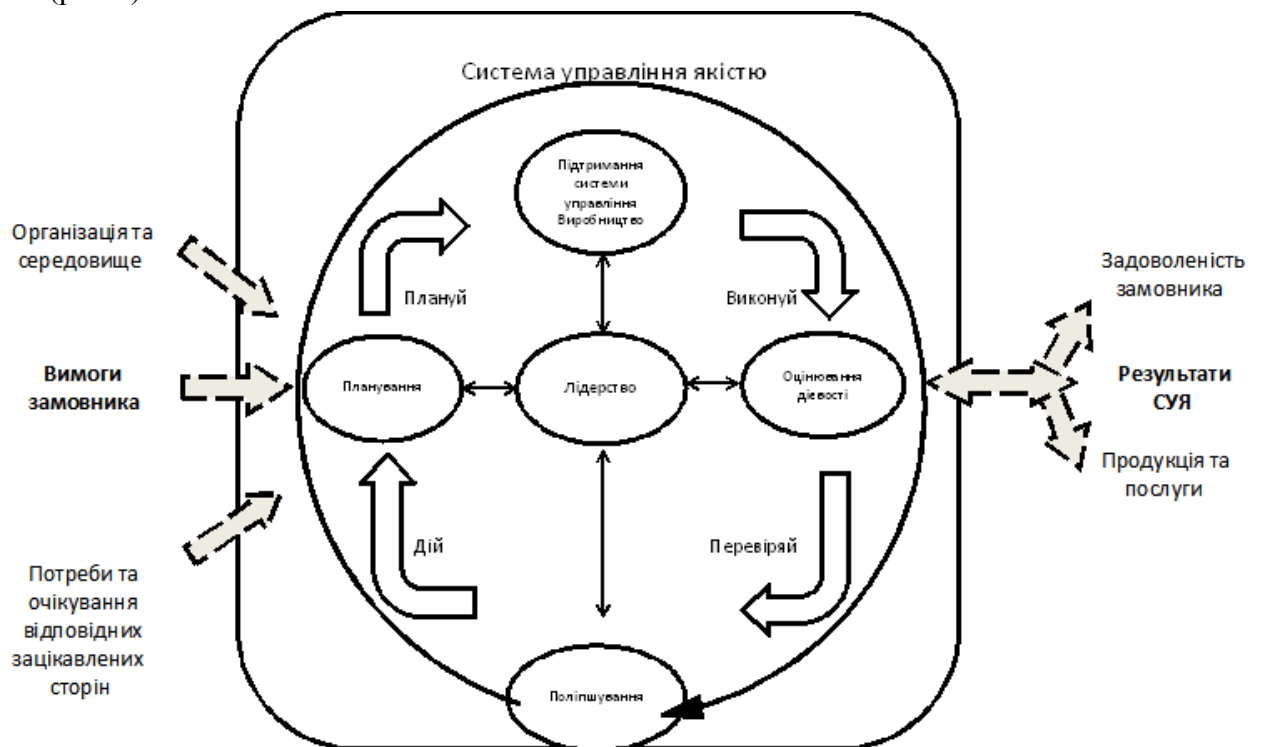 Система управління якістю
Підтримання
системи
управління
Виробництво
Організація та
середовище
Плануй
Виконуй
Задоволеність
замовника
Вимоги
замовника
Планування
Лідерство
Оцінювання
дієвості
Результати
СУЯ
Продукція та
послуги
Дій
Перевіряй
Потреби та
очікування
відповідних
зацікавлених
сторін
Поліпшування